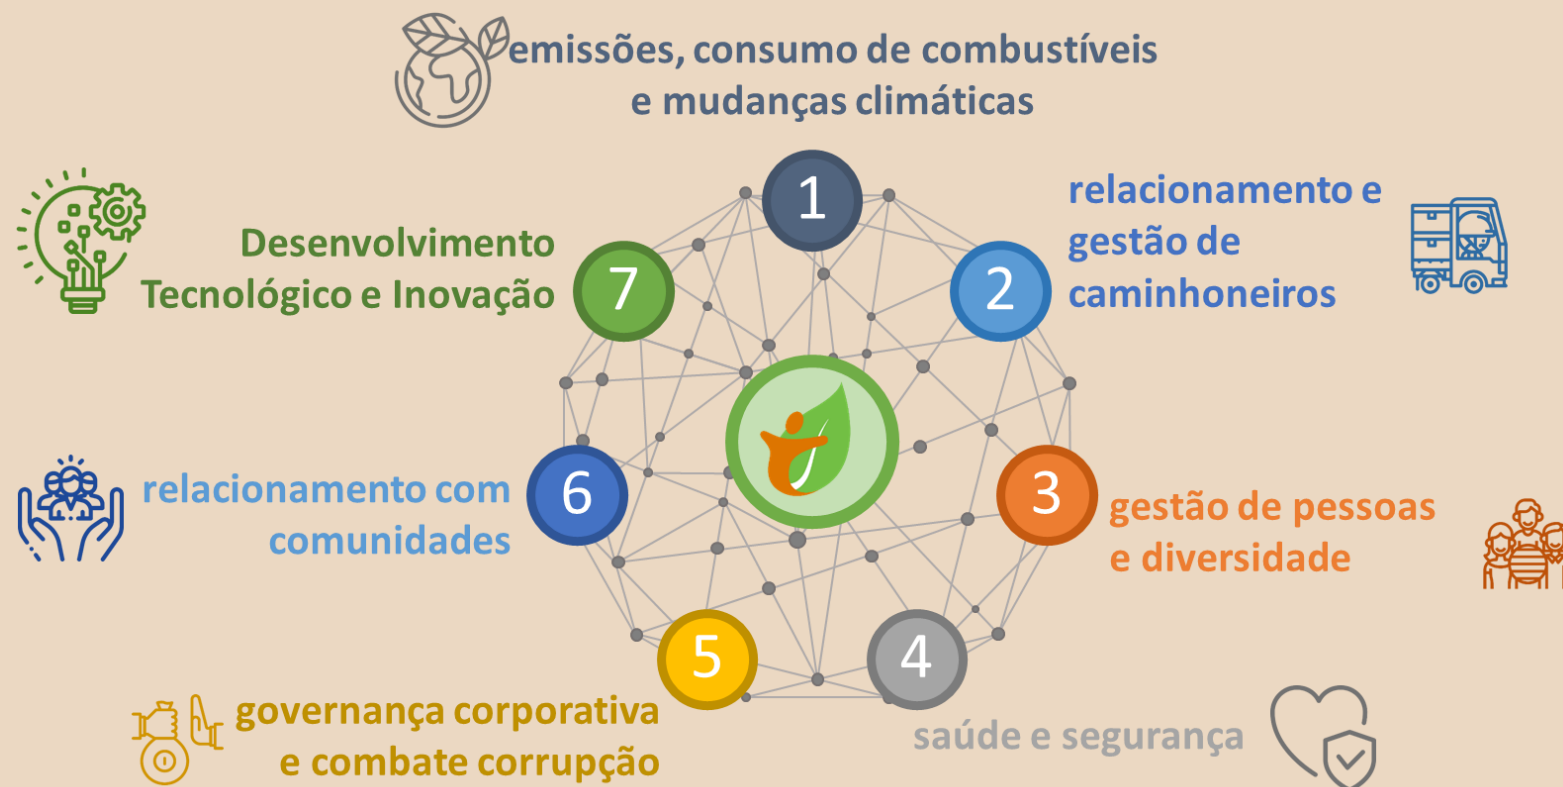 emissões, consumo de combustíveis
e mudanças climáticas
1
relacionamento e
gestão de
caminhoneiros
2
gestão de pessoas
e diversidade
3
saúde e segurança
4
governança corporativa
e combate corrupção
5
relacionamento com
comunidades
6
Desenvolvimento
Tecnológico e Inovação
7